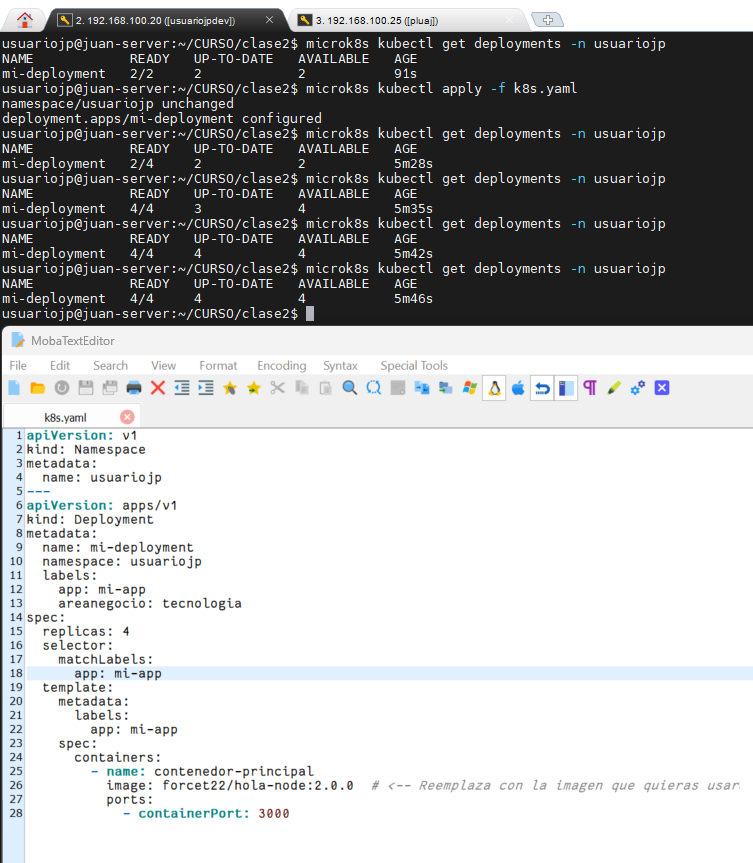 2. 192.168.100.20 ([usuariojpdev])
3. 192.168.100.25 ([pluaj])
usuariojp@juan-server:~/CURSO/clase2$ microk8s kubectl get deployments -n usuariojp
NAME READY UP-TO-DATE AVAILABLE AGE
mi-deployment 2/2 2 2 91s
usuariojp@juan-server:~/CURSO/clase2$ microk8s kubectl apply -f k8s.yaml
namespace/usuariojp unchanged
deployment.apps/mi-deployment configured
usuariojp@juan-server:~/CURSO/clase2$ microk8s kubectl get deployments -n usuariojp
NAME READY UP-TO-DATE AVAILABLE AGE
mi-deployment 2/4 2 2 5m28s
usuariojp@juan-server:~/CURSO/clase2$ microk8s kubectl get deployments -n usuariojp
NAME READY UP-TO-DATE AVAILABLE AGE
mi-deployment 4/4 3 4 5m35s
usuariojp@juan-server:~/CURSO/clase2$ microk8s kubectl get deployments -n usuariojp
NAME READY UP-TO-DATE AVAILABLE AGE
mi-deployment 4/4 4 4 5m42s
usuariojp@juan-server:~/CURSO/clase2$ microk8s kubectl get deployments -n usuariojp
NAME READY UP-TO-DATE AVAILABLE AGE
mi-deployment 4/4 4 4 5m46s
usuariojp@juan-server:~/CURSO/clase2$
MobaTextEditor
File Edit Search View Format Encoding Syntax Special Tools
k8s.yaml
1 apiVersion: v1
2 kind: Namespace
3 metadata:
4   name: usuariojp
5 ---
6 apiVersion: apps/v1
7 kind: Deployment
8 metadata:
9   name: mi-deployment
10   namespace: usuariojp
11   labels:
12     app: mi-app
13     areanegocio: tecnologia
14 spec:
15   replicas: 4
16   selector:
17     matchLabels:
18       app: mi-app
19   template:
20     metadata:
21       labels:
22         app: mi-app
23     spec:
24       containers:
25         - name: contenedor-principal
26           image: forcet22/hola-node:2.0.0  # <-- Reemplaza con la imagen que quieras usar
27           ports:
28             - containerPort: 3000